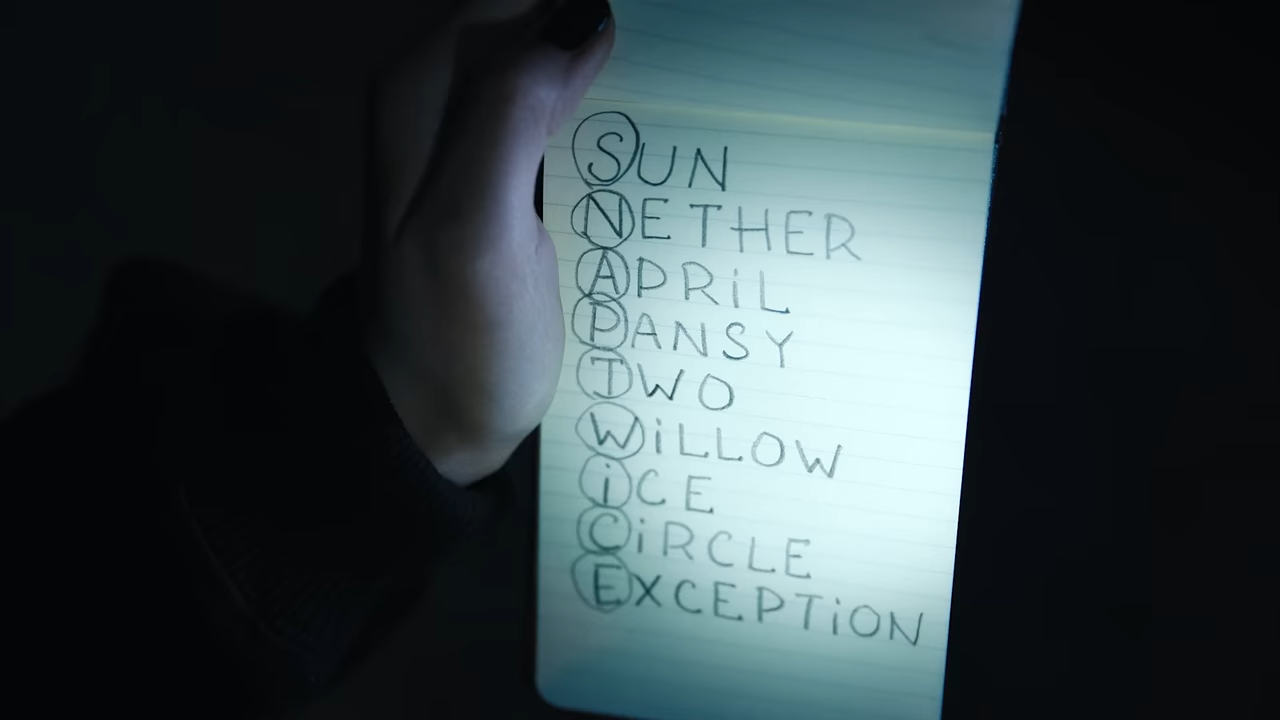 SUN
NETHER
APRiL
PANSY
TWO
WiLLOW
iCE
CiRCLE
EXCEPTiON